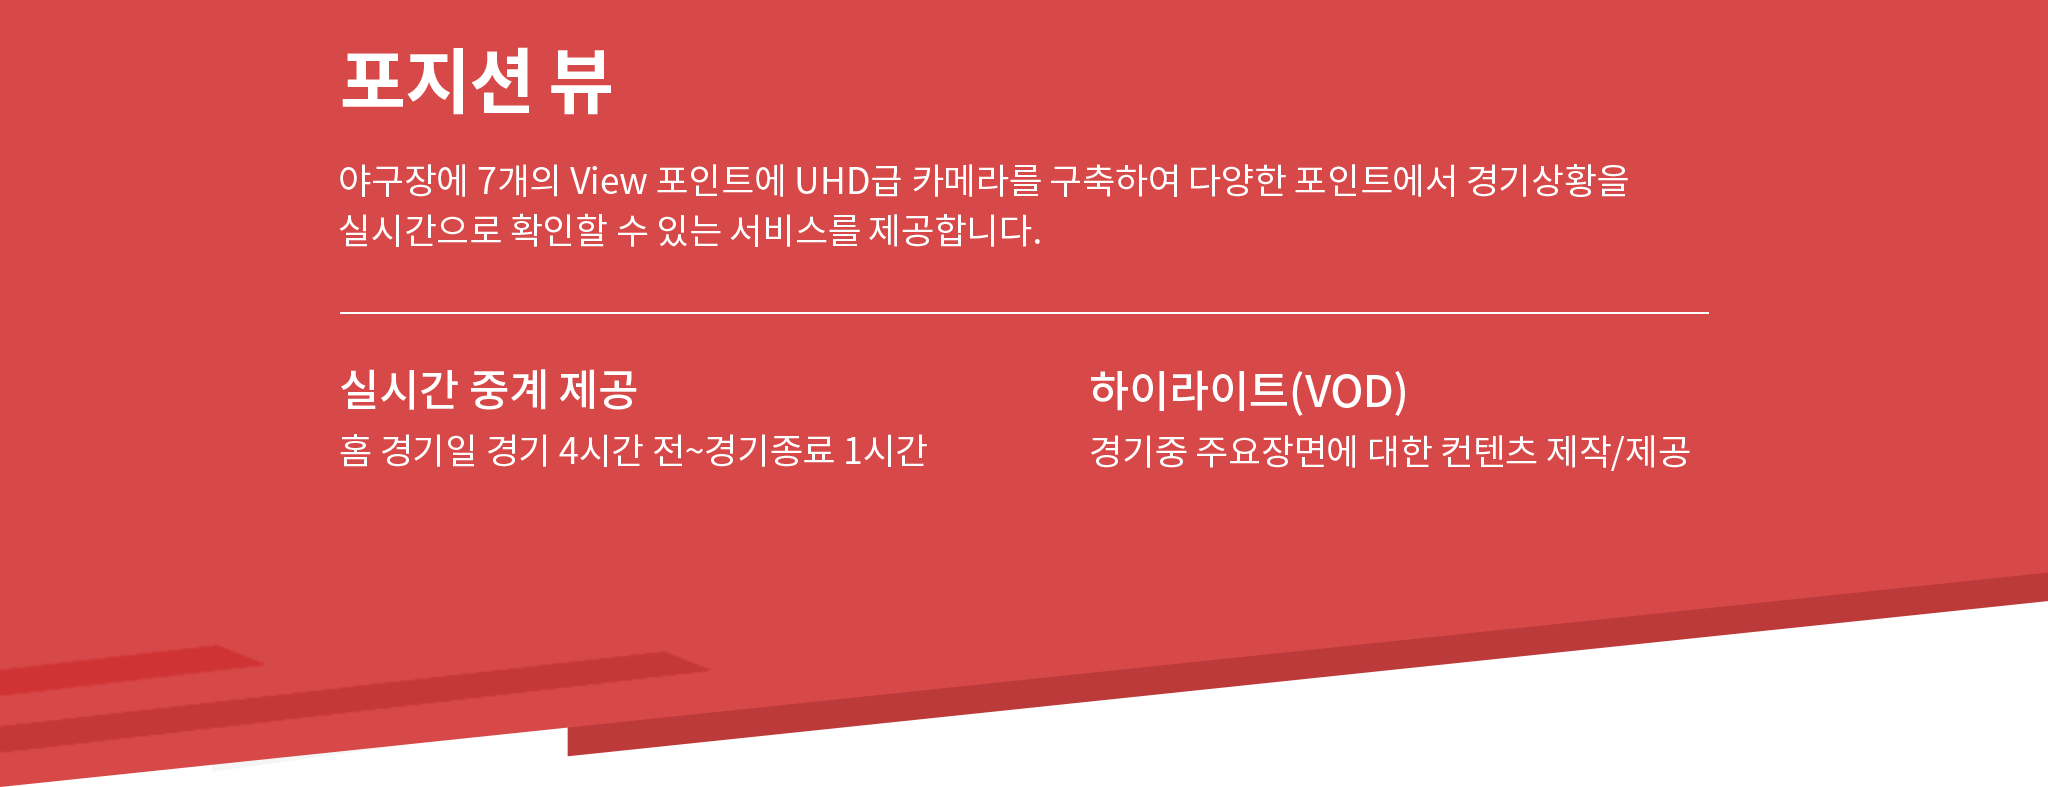 포지션 뷰
야구장에 7개의 View 포인트에 UHD급 카메라를 구축하여 다양한 포인트에서 경기상황을
실시간으로 확인할 수 있는 서비스를 제공합니다.
실시간 중계 제공
홈 경기일 경기 4시간 전~경기종료 1시간
하이라이트(VOD)
경기중 주요장면에 대한 컨텐츠 제작/제공